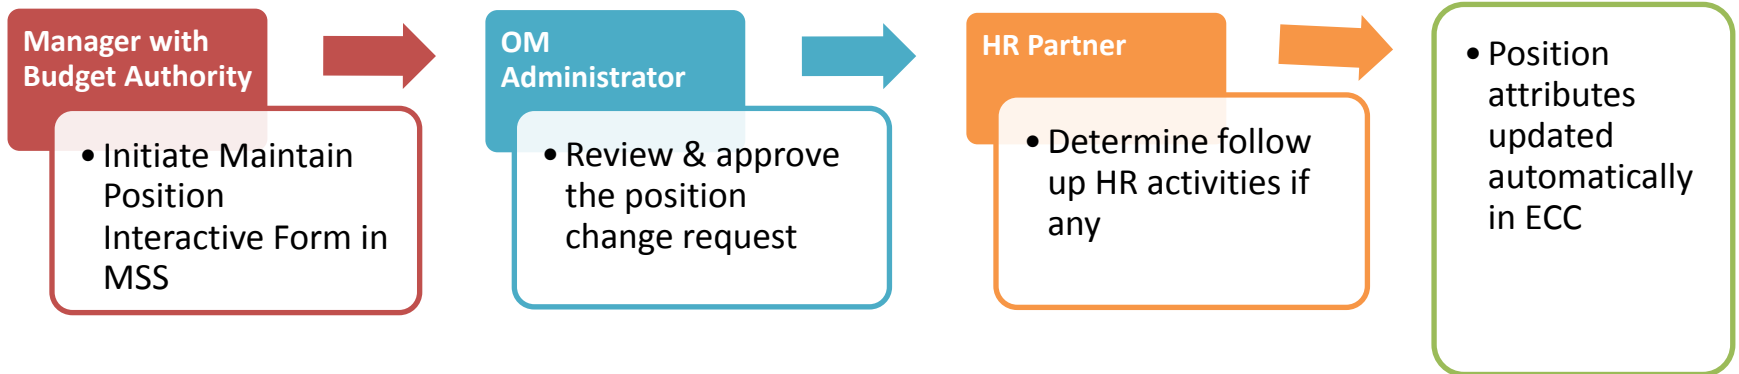 Manager with
Budget Authority
• Initiate Maintain
Position
Interactive Form in
MSS
OM
Administrator
• Review & approve
the position
change request
HR Partner
• Determine follow
up HR activities if
any
• Position
attributes
updated
automatically
in ECC